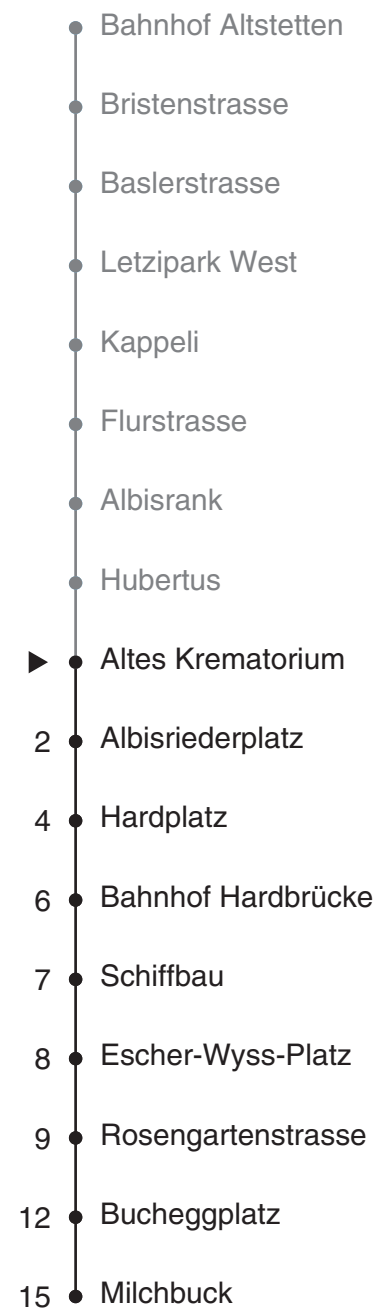 Bahnhof Altstetten
Bristenstrasse
Baslerstrasse
Letzipark West
Kappeli
Flurstrasse
Albisrank
Hubertus
Altes Krematorium
2 Albisriederplatz
4 Hardplatz
6 Bahnhof Hardbrücke
7 Schiffbau
8 Escher-Wyss-Platz
9 Rosengartenstrasse
12 Bucheggplatz
15 Milchbuck